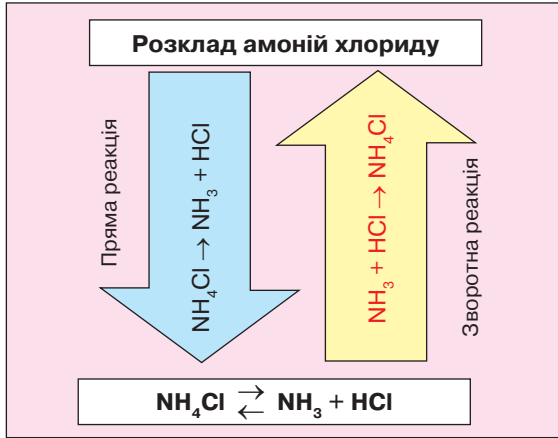 Розклад амоній хлориду
Пряма реакція
NH₄Cl → NH₃ + HCl
NH₃ + HCl → NH₄Cl
Зворотна реакція
NH₄Cl ⇄ NH₃ + HCl